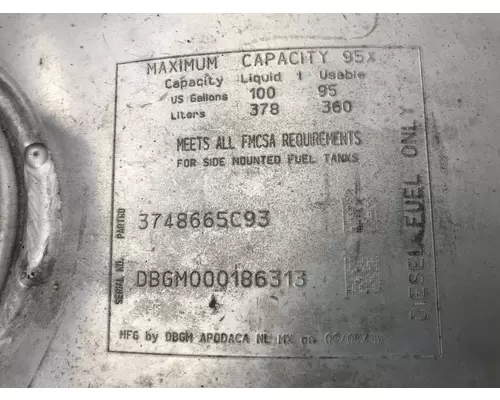 MAXIMUM CAPACITY 95%
Capacity Liquid Usable
US Gallons 100 95
Liters 378 360
MEETS ALL FMCSA REQUIREMENTS
FOR SIDE MOUNTED FUEL TANKS
PARTNO 3748665C93
SERIAL NO. DBGM000186313
MFG by DBGM APODACA NL MX on
DIESEL FUEL ONLY